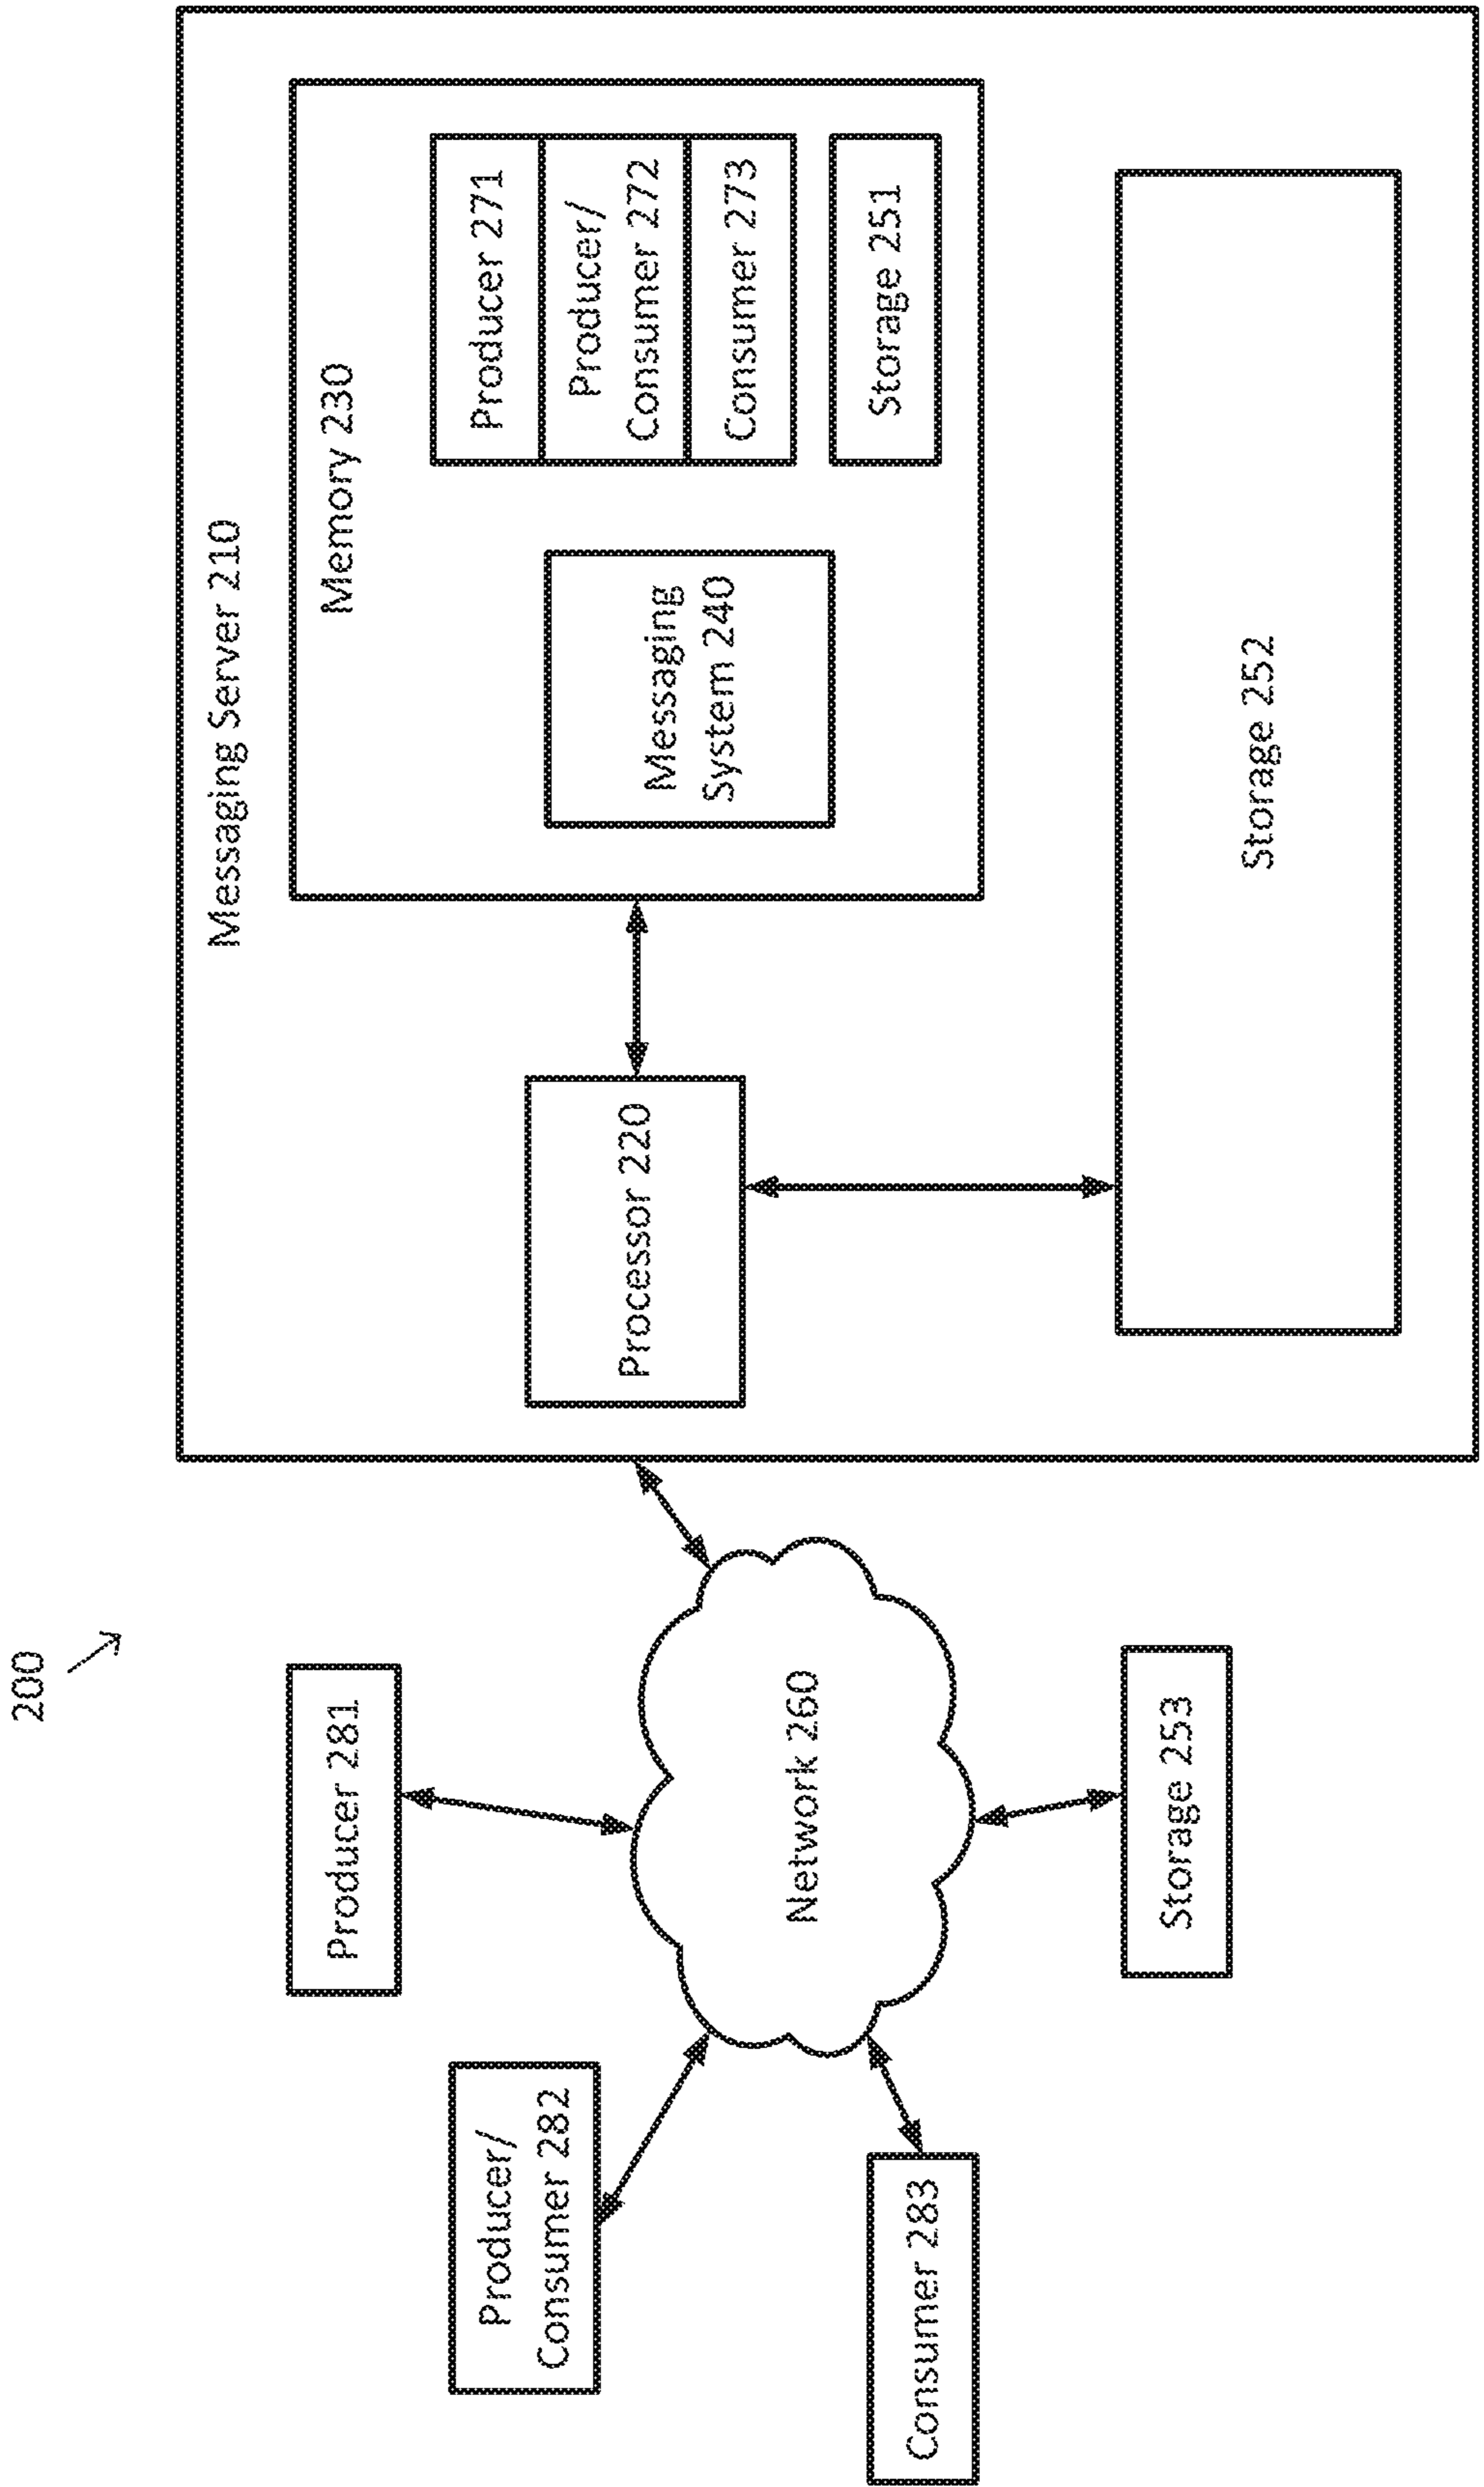 200
Messaging Server 210
Memory 230
Producer 271
Producer/
Consumer 272
Consumer 273
Storage 251
Messaging
System 240
Processor 220
Storage 252
Producer 281
Producer/
Consumer 282
Network 260
Consumer 283
Storage 253